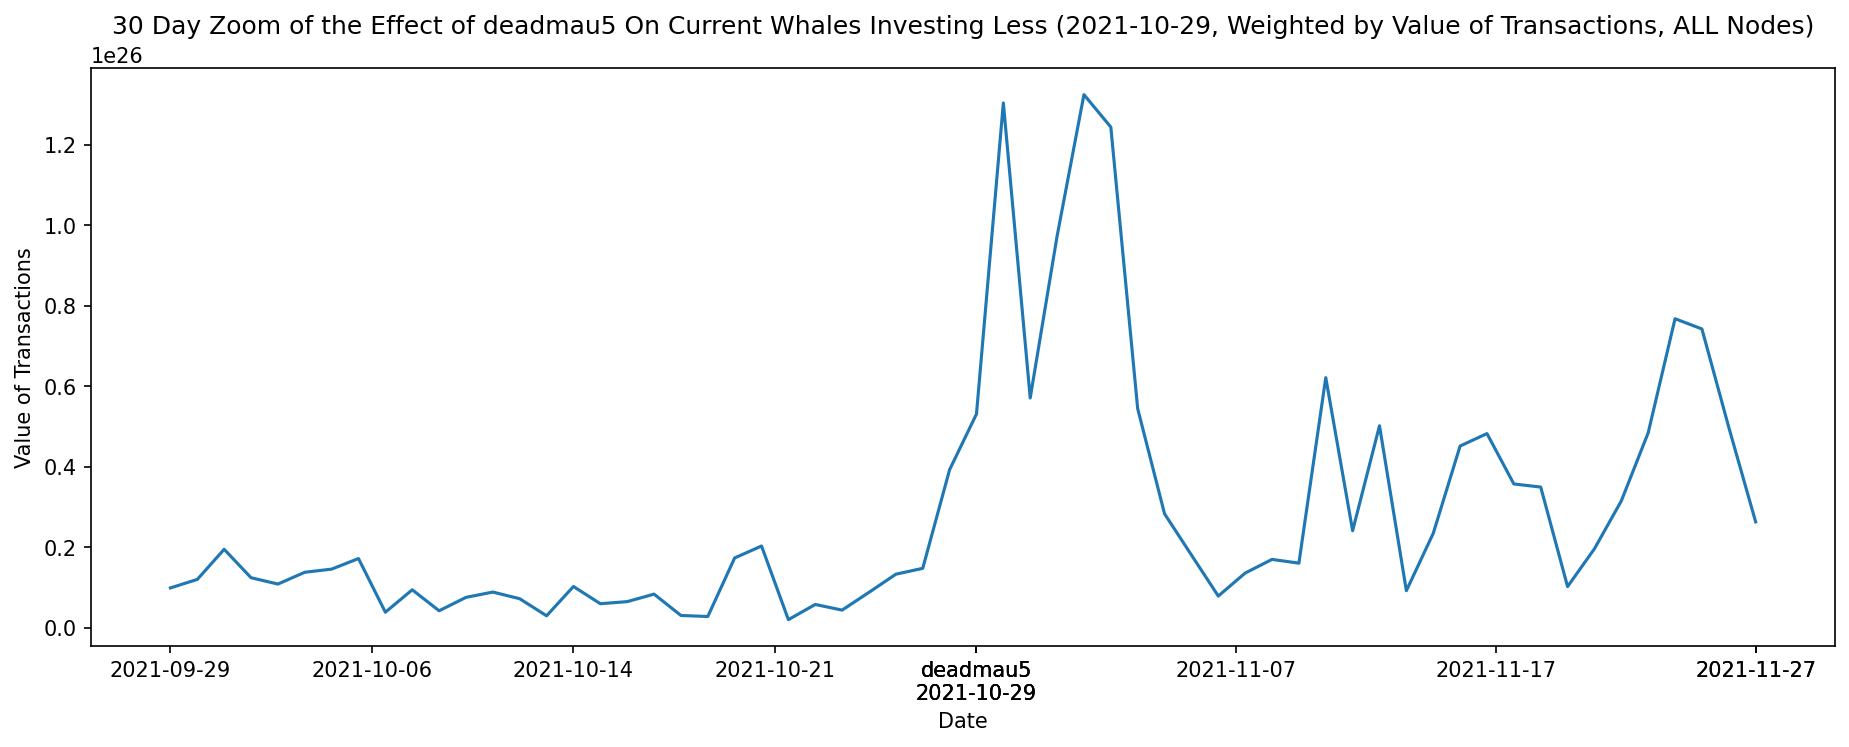 30 Day Zoom of the Effect of deadmau5 On Current Whales Investing Less (2021-10-29, Weighted by Value of Transactions, ALL Nodes)
1e26
1.2
1.0
0.8
0.6
0.4
0.2
0.0
Value of Transactions
2021-09-29 2021-10-06 2021-10-14 2021-10-21 deadmau5 2021-11-07 2021-11-17 2021-11-27
2021-10-29
Date